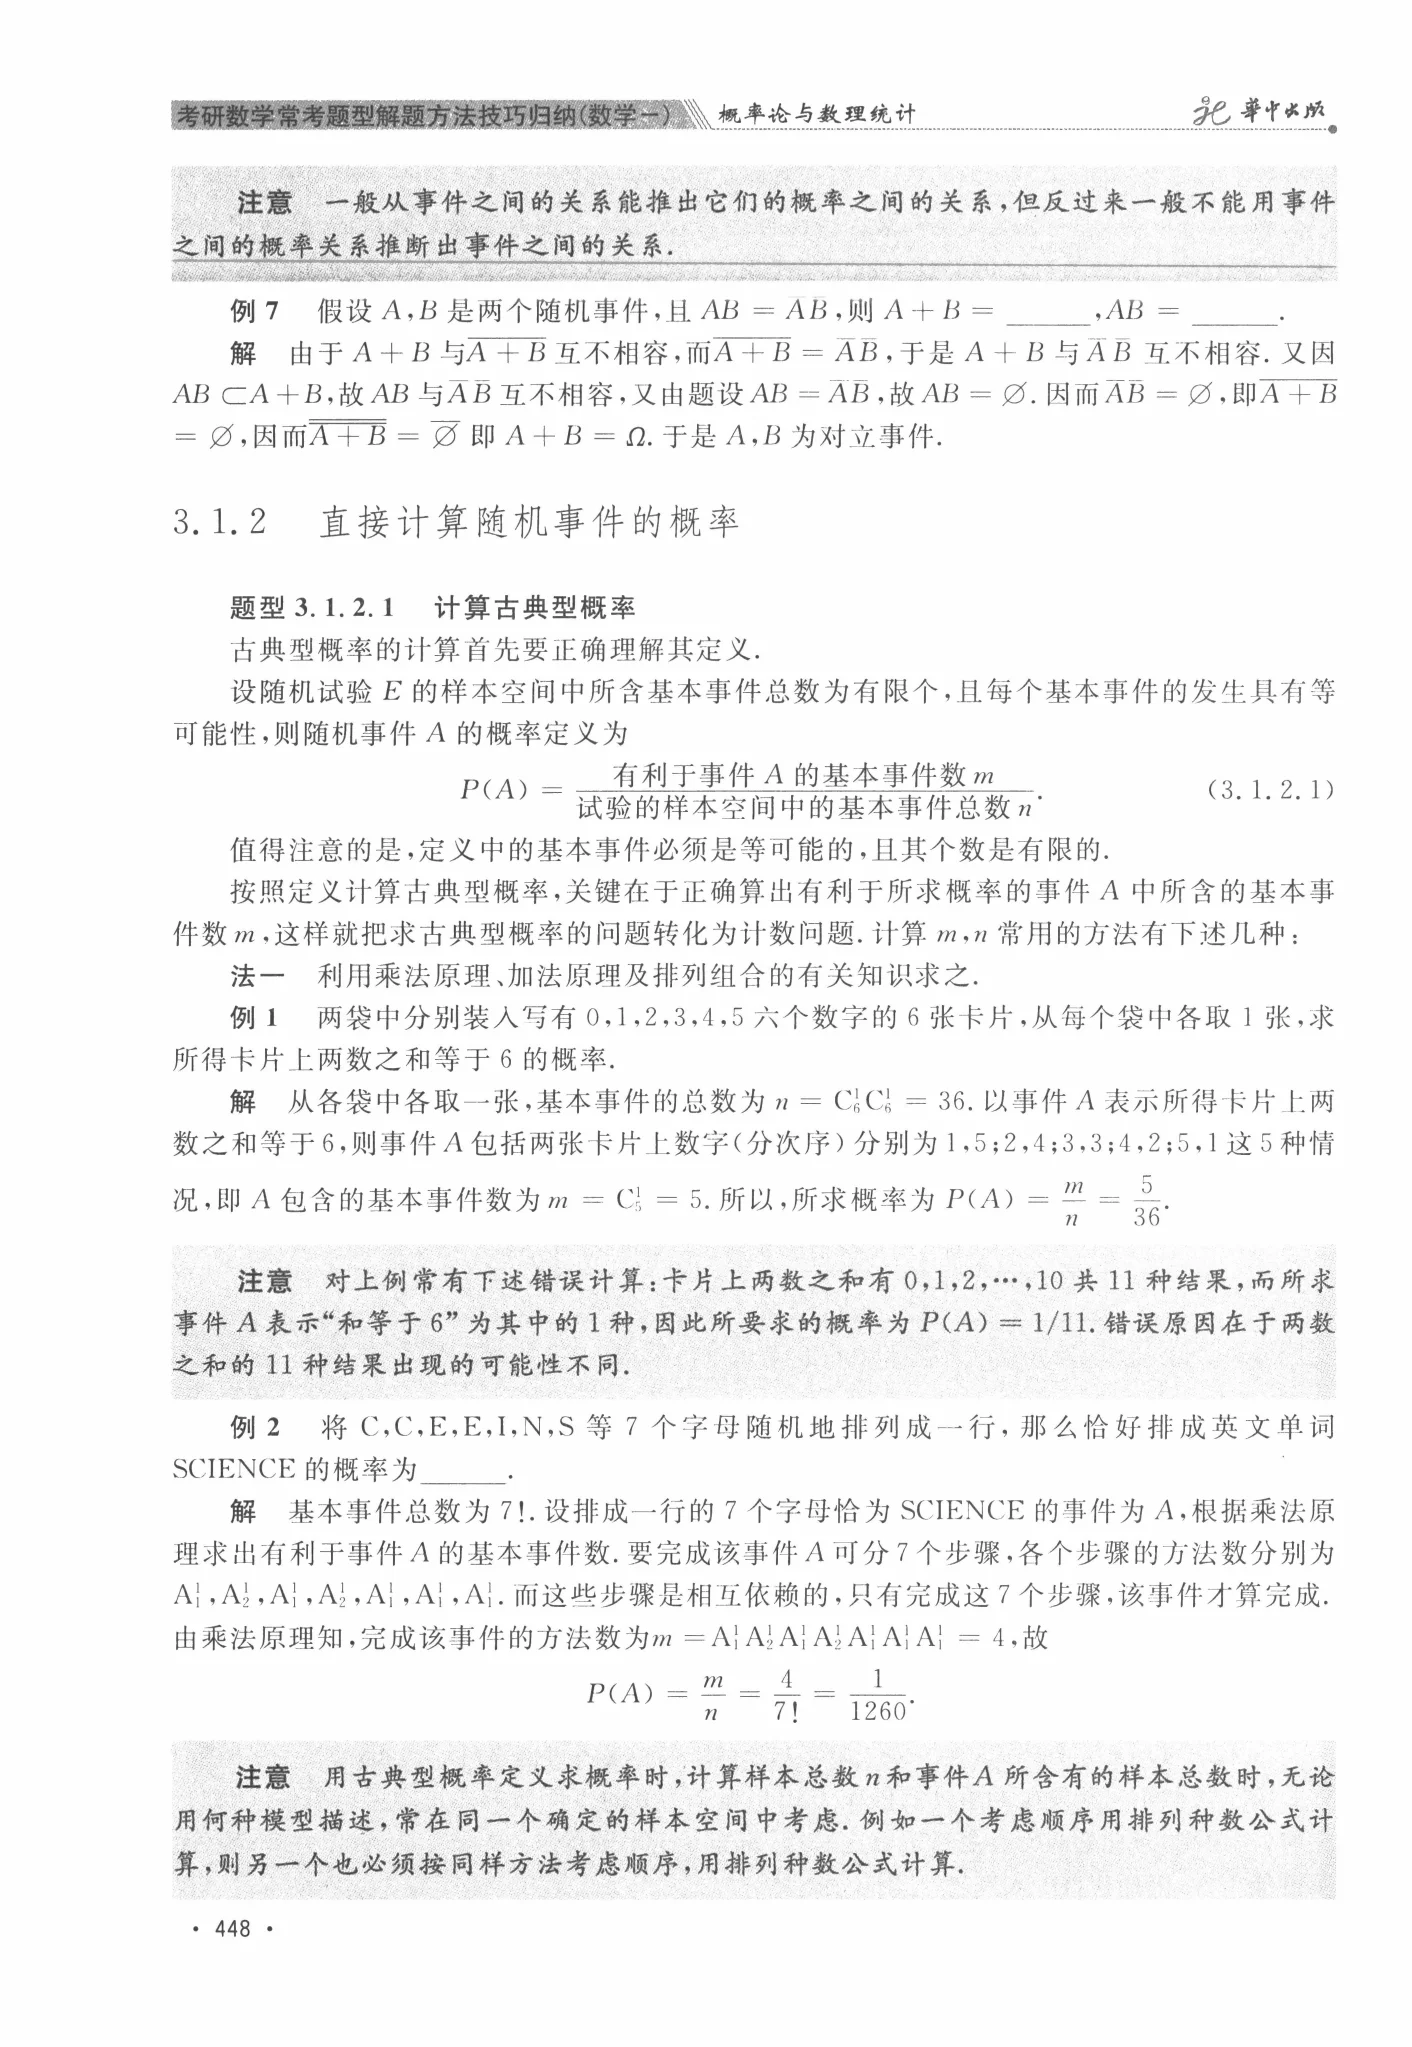 考研数学常考题型解题方法技巧归纳(数学一) 概率论与数理统计 華中出版
注意 一般从事件之间的关系能推出它们的概率之间的关系,但反过来一般不能用事件
之间的概率关系推断出事件之间的关系.
例 7 假设 A,B 是两个随机事件,且 AB = A̅B̅,则 A + B = ______,AB = ______.
解 由于 A + B 与 \overline{A + B} 互不相容,而 \overline{A + B} = A̅B̅,于是 A + B 与 A̅B̅ 互不相容. 又因
AB ⊂ A + B,故 AB 与 A̅B̅ 互不相容,又由题设 AB = A̅B̅,故 AB = ∅. 因而 A̅B̅ = ∅,即 \overline{A + B}
= ∅,因而 \overline{\overline{A + B}} = \overline{∅} 即 A + B = Ω. 于是 A,B 为对立事件.
3.1.2 直接计算随机事件的概率
题型 3.1.2.1 计算古典型概率
古典型概率的计算首先要正确理解其定义.
设随机试验 E 的样本空间中所含基本事件总数为有限个,且每个基本事件的发生具有等
可能性,则随机事件 A 的概率定义为
P(A) = \frac{有利于事件 A 的基本事件数 m}{试验的样本空间中的基本事件总数 n}. (3.1.2.1)
值得注意的是,定义中的基本事件必须是等可能的,且其个数是有限的.
按照定义计算古典型概率,关键在于正确算出有利于所求概率的事件 A 中所含的基本事
件数 m,这样就把求古典型概率的问题转化为计数问题. 计算 m,n 常用的方法有下述几种:
法一 利用乘法原理、加法原理及排列组合的有关知识求之.
例 1 两袋中分别装入写有 0,1,2,3,4,5 六个数字的 6 张卡片,从每个袋中各取 1 张,求
所得卡片上两数之和等于 6 的概率.
解 从各袋中各取一张,基本事件的总数为 n = C_6^1 C_6^1 = 36. 以事件 A 表示所得卡片上两
数之和等于 6,则事件 A 包括两张卡片上数字(分次序)分别为 1,5;2,4;3,3;4,2;5,1 这 5 种情
况,即 A 包含的基本事件数为 m = C_5^1 = 5. 所以,所求概率为 P(A) = \frac{m}{n} = \frac{5}{36}.
注意 对上例常有下述错误计算:卡片上两数之和有 0,1,2,…,10 共 11 种结果,而所求
事件 A 表示“和等于 6”为其中的 1 种,因此所要求的概率为 P(A) = 1/11. 错误原因在于两数
之和的 11 种结果出现的可能性不同.
例 2 将 C,C,E,E,I,N,S 等 7 个字母随机地排列成一行,那么恰好排成英文单词
SCIENCE 的概率为______.
解 基本事件总数为 7!. 设排成一行的 7 个字母恰为 SCIENCE 的事件为 A,根据乘法原
理求出有利于事件 A 的基本事件数. 要完成该事件 A 可分 7 个步骤,各个步骤的方法数分别为
A_1^1,A_2^1,A_1^1,A_2^1,A_1^1,A_1^1,A_1^1. 而这些步骤是相互依赖的,只有完成这 7 个步骤,该事件才算完成.
由乘法原理知,完成该事件的方法数为 m = A_1^1 A_2^1 A_1^1 A_2^1 A_1^1 A_1^1 A_1^1 = 4,故
P(A) = \frac{m}{n} = \frac{4}{7!} = \frac{1}{1260}.
注意 用古典型概率定义求概率时,计算样本总数 n 和事件 A 所含有的样本总数时,无论
用何种模型描述,常在同一个确定的样本空间中考虑. 例如一个考虑顺序用排列种数公式计
算,则另一个也必须按同样方法考虑顺序,用排列种数公式计算.
· 448 ·